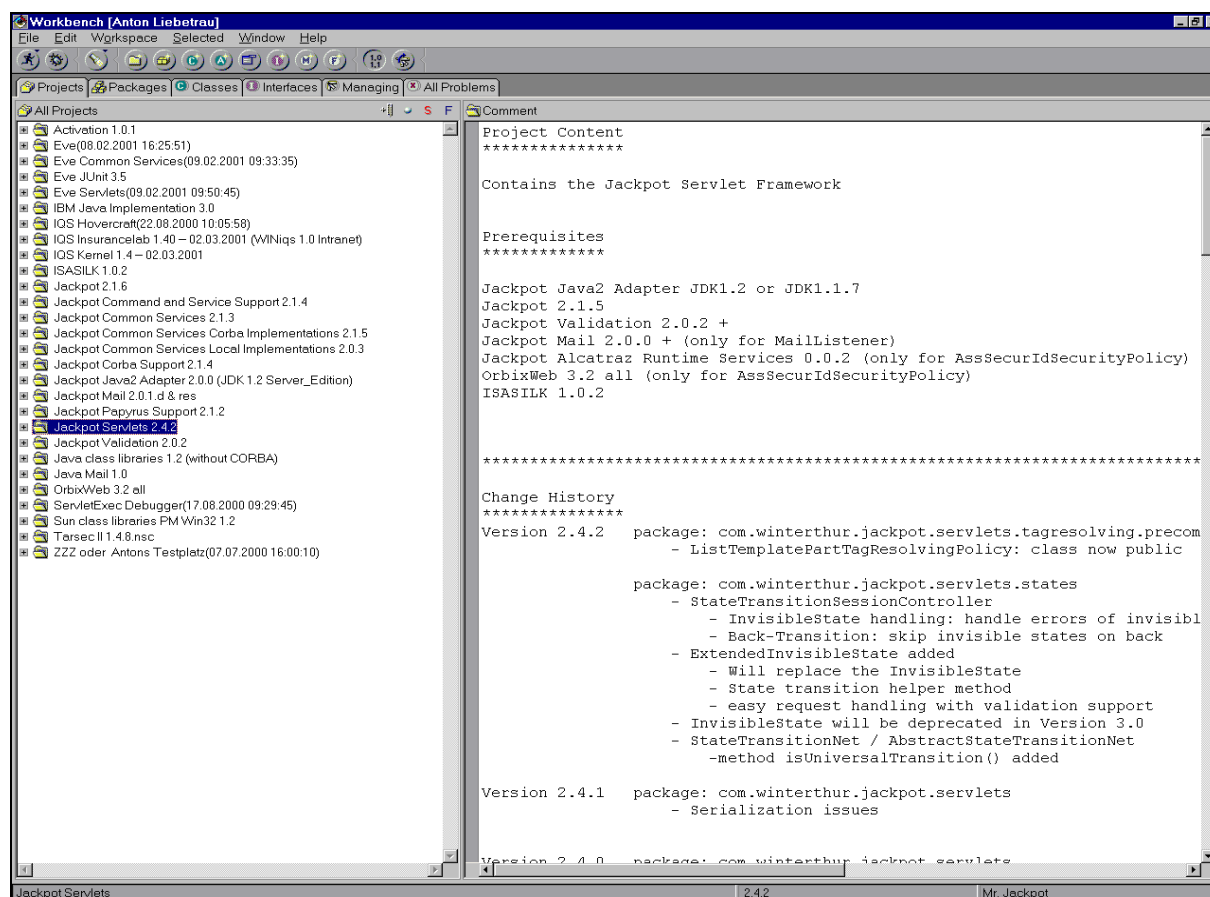 Workbench [Anton Liebetrau]
File Edit Workspace Selected Window Help
Projects Packages Classes Interfaces Managing All Problems
All Projects S F
Activation 1.0.1
Eve(08.02.2001 16:25:51)
Eve Common Services(09.02.2001 09:33:35)
Eve JUnit 3.5
Eve Servlets(09.02.2001 09:50:45)
IBM Java Implementation 3.0
IQS Hovercraft(22.08.2000 10:05:58)
IQS Insurancelab 1.40 – 02.03.2001 (WINiqs 1.0 Intranet)
IQS Kernel 1.4 – 02.03.2001
ISASILK 1.0.2
Jackpot 2.1.6
Jackpot Command and Service Support 2.1.4
Jackpot Common Services 2.1.3
Jackpot Common Services Corba Implementations 2.1.5
Jackpot Common Services Local Implementations 2.0.3
Jackpot Corba Support 2.1.4
Jackpot Java2 Adapter 2.0.0 (JDK 1.2 Server_Edition)
Jackpot Mail 2.0.1.d & res
Jackpot Papyrus Support 2.1.2
Jackpot Servlets 2.4.2
Jackpot Validation 2.0.2
Java class libraries 1.2 (without CORBA)
Java Mail 1.0
OrbixWeb 3.2 all
ServletExec Debugger(17.08.2000 09:29:45)
Sun class libraries PM Win32 1.2
Tarsec II 1.4.8.nsc
ZZZ oder Antons Testplatz(07.07.2000 16:00:10)
Comment
Project Content
***************
Contains the Jackpot Servlet Framework
Prerequisites
*************
Jackpot Java2 Adapter JDK1.2 or JDK1.1.7
Jackpot 2.1.5
Jackpot Validation 2.0.2 +
Jackpot Mail 2.0.0 + (only for MailListener)
Jackpot Alcatraz Runtime Services 0.0.2 (only for AssSecurIdSecurityPolicy)
OrbixWeb 3.2 all (only for AssSecurIdSecurityPolicy)
ISASILK 1.0.2
****************************************************************************
Change History
***************
Version 2.4.2 package: com.winterthur.jackpot.servlets.tagresolving.precom
- ListTemplatePartTagResolvingPolicy: class now public
package: com.winterthur.jackpot.servlets.states
- StateTransitionSessionController
- InvisibleState handling: handle errors of invisibl
- Back-Transition: skip invisible states on back
- ExtendedInvisibleState added
- Will replace the InvisibleState
- State transition helper method
- easy request handling with validation support
- InvisibleState will be deprecated in Version 3.0
- StateTransitionNet / AbstractStateTransitionNet
-method isUniversalTransition() added
Version 2.4.1 package: com.winterthur.jackpot.servlets
- Serialization issues
Version 2.4.0 package: com.winterthur.jackpot.servlets
Jackpot Servlets 2.4.2 Mr. Jackpot